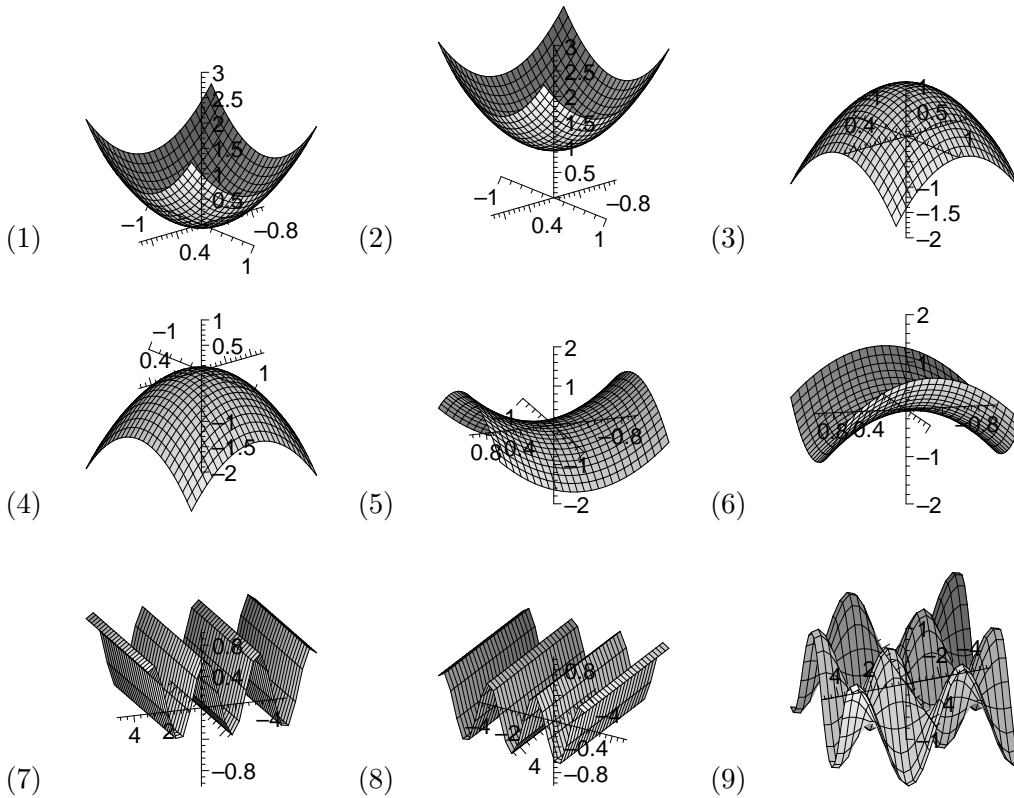 (1) 3 2.5 2 1.5 1 0.5 –1 –0.8 0.4 1
(2) 3 2.5 2 1.5 1 0.5 –1 –0.8 0.4 1
(3) 1 –1 0.5 0.4 1 –1 –1.5 –2
(4) 1 –1 0.5 0.4 1 –1 –1.5 –2
(5) 2 1 1 0.8 0.4 –0.8 –1 –2
(6) 2 1 0.8 0.4 –0.8 –1 –2
(7) 0.8 0.4 4 2 –4 –0.8
(8) 0.8 –4 4 –2 –0.4 4 –0.8
(9) 1 –2 –4 2 4 4 –1